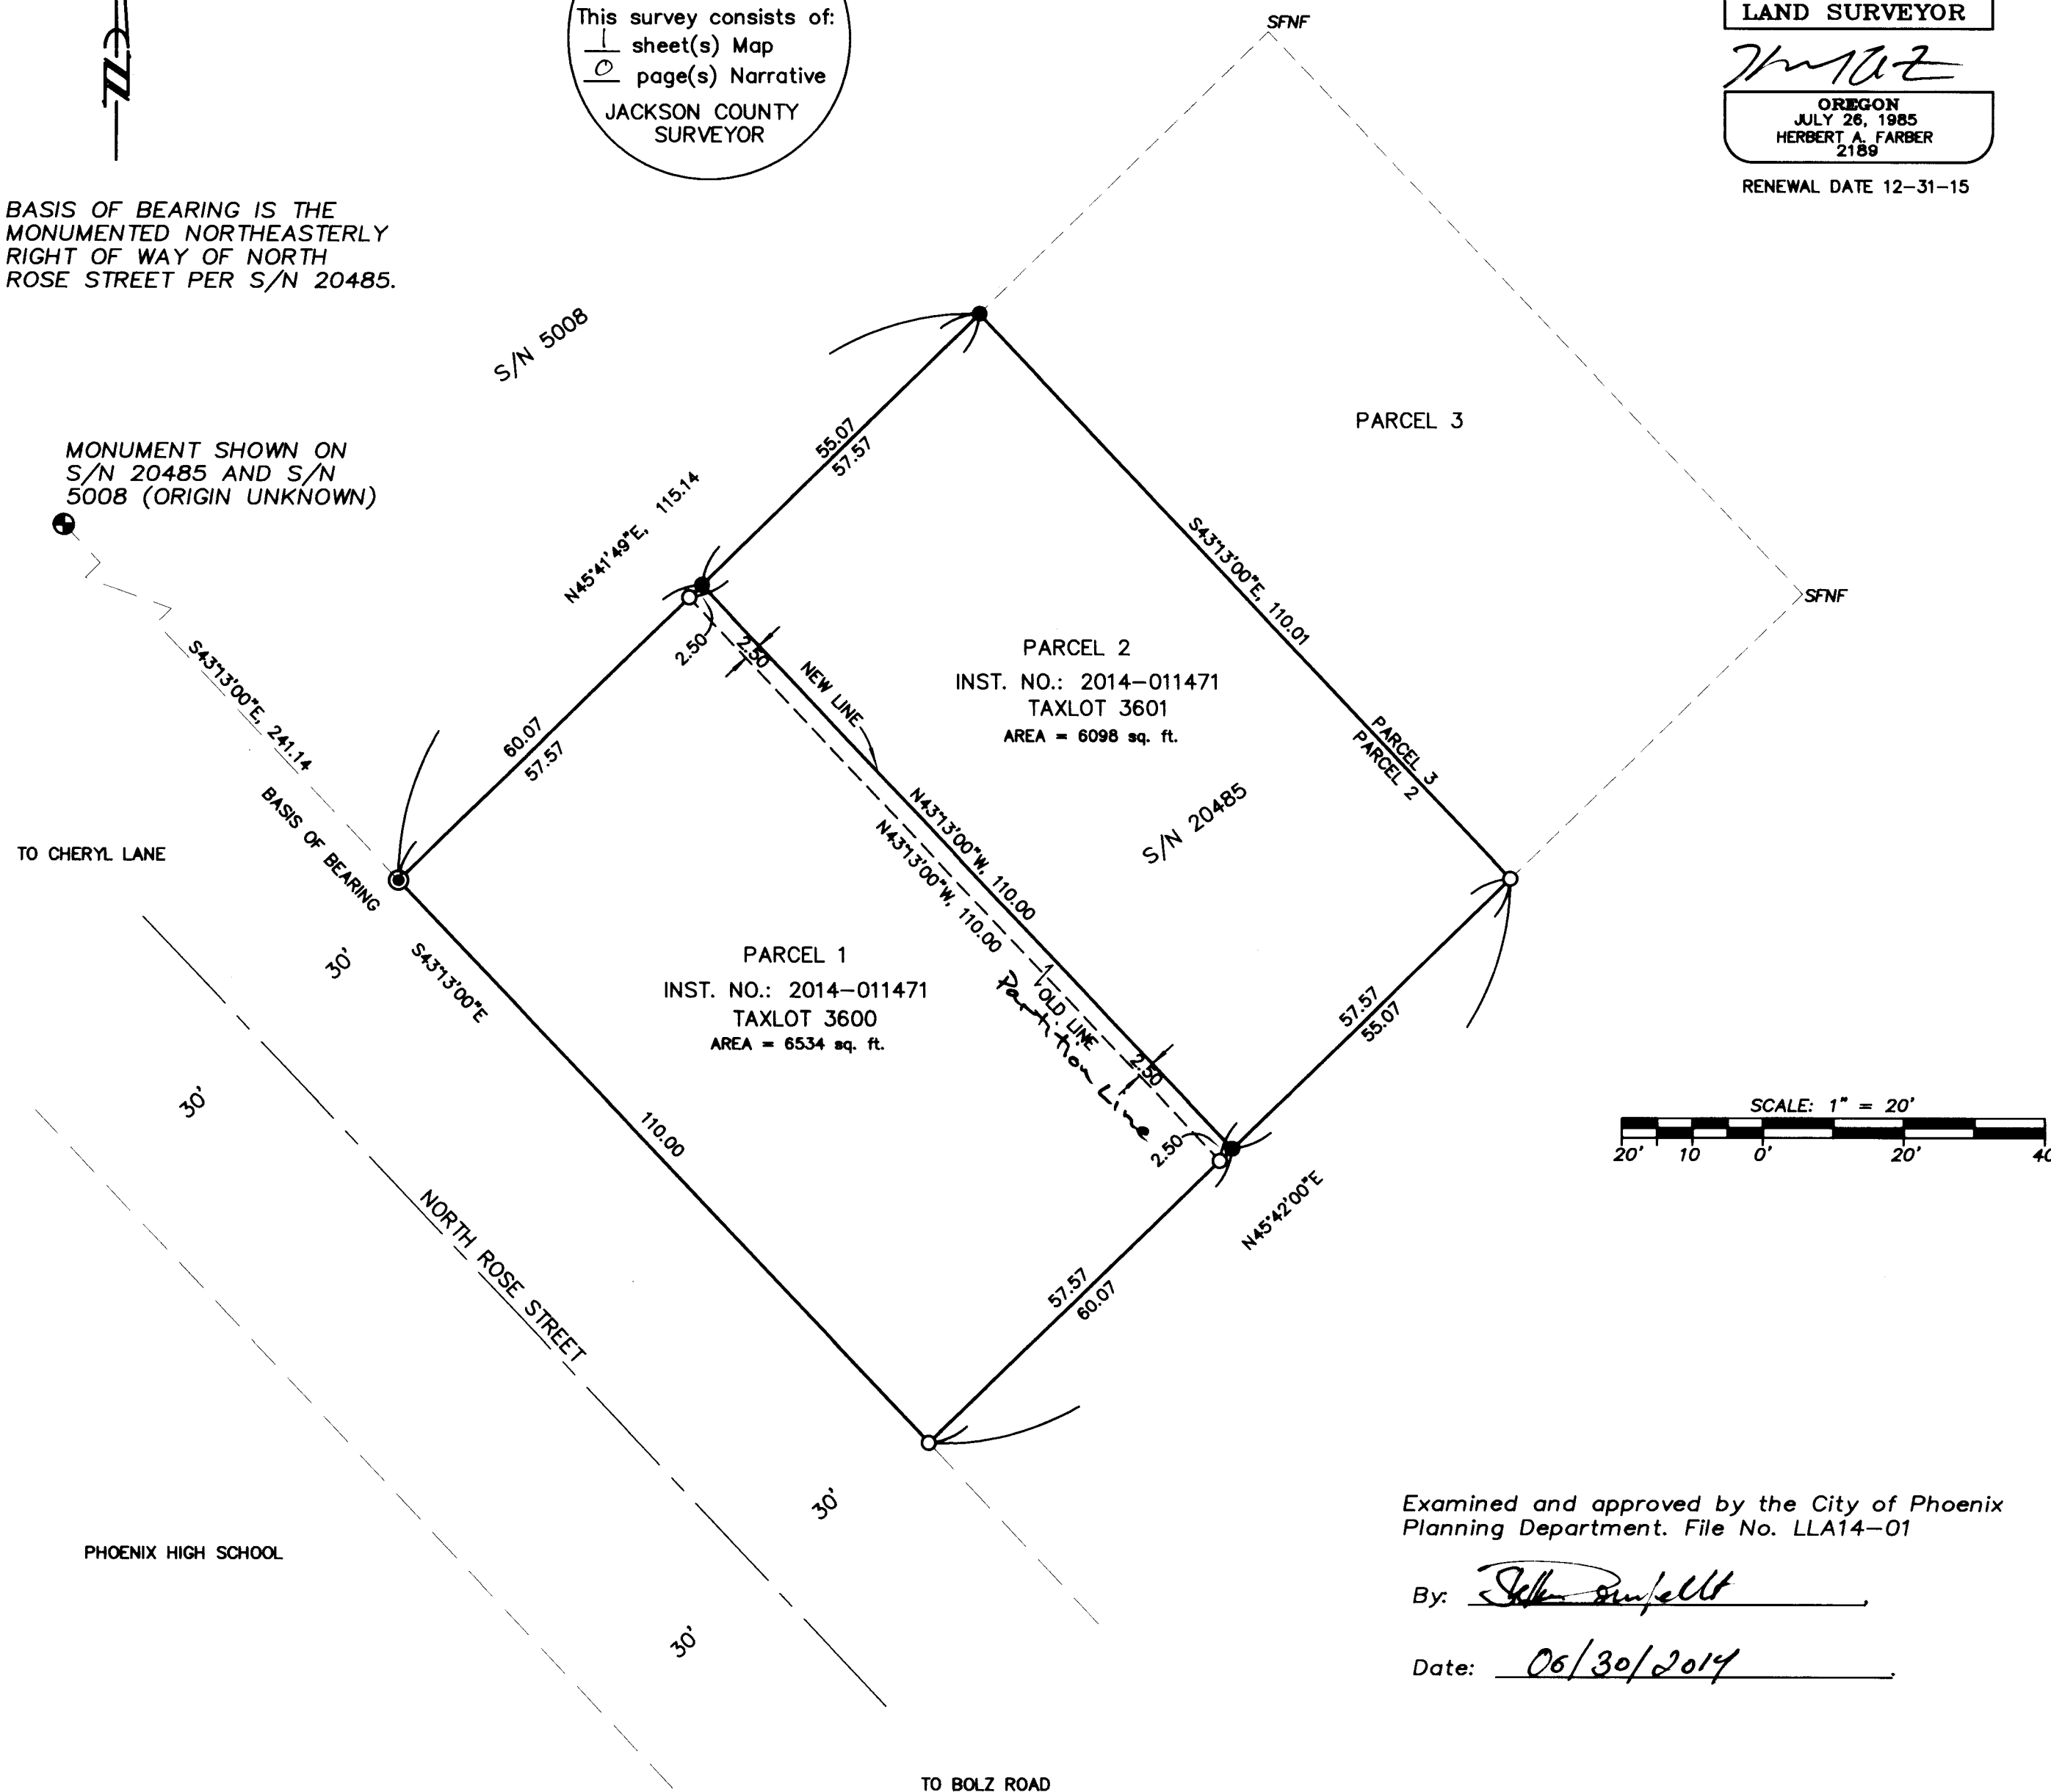 This survey consists of:
1 sheet(s) Map
0 page(s) Narrative
JACKSON COUNTY
SURVEYOR
SFNF
LAND SURVEYOR
OREGON
JULY 26, 1985
HERBERT A. FARBER
2189
RENEWAL DATE 12-31-15
BASIS OF BEARING IS THE
MONUMENTED NORTHEASTERLY
RIGHT OF WAY OF NORTH
ROSE STREET PER S/N 20485.
S/N 5008
MONUMENT SHOWN ON
S/N 20485 AND S/N
5008 (ORIGIN UNKNOWN)
PARCEL 3
55.07
57.57
N45°41'49"E, 115.14
S43°13'00"E, 110.01
SFNF
2.50
2.50
NEW LINE
PARCEL 2
INST. NO.: 2014-011471
TAXLOT 3601
AREA = 6098 sq. ft.
PARCEL 3
PARCEL 2
S43°13'00"E, 241.14
BASIS OF BEARING
60.07
57.57
S/N 20485
N43°13'00"W, 110.00
N43°13'00"W, 110.00
TO CHERYL LANE
30'
S43°13'00"E
PARCEL 1
INST. NO.: 2014-011471
TAXLOT 3600
AREA = 6534 sq. ft.
OLD LINE
Partition Line
2.50
2.50
57.57
55.07
30'
110.00
N45°42'00"E
SCALE: 1" = 20'
20' 10 0' 20' 40
NORTH ROSE STREET
57.57
60.07
30'
30'
PHOENIX HIGH SCHOOL
Examined and approved by the City of Phoenix
Planning Department. File No. LLA14-01
By:
Date: 06/30/2014
TO BOLZ ROAD